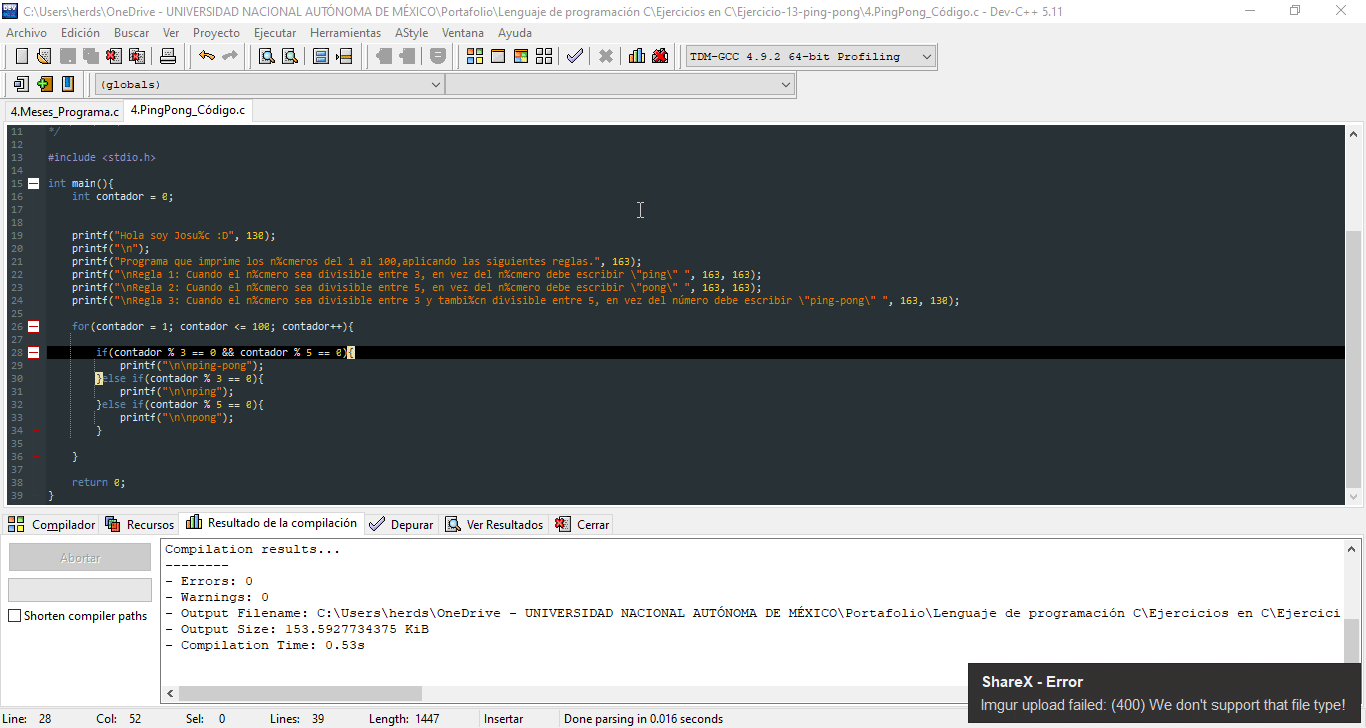 C:\Users\herds\OneDrive - UNIVERSIDAD NACIONAL AUTÓNOMA DE MÉXICO\Portafolio\Lenguaje de programación C\Ejercicios en C\Ejercicio-13-ping-pong\4.PingPong_Código.c - Dev-C++ 5.11
Archivo Edición Buscar Ver Proyecto Ejecutar Herramientas AStyle Ventana Ayuda
TDM-GCC 4.9.2 64-bit Profiling
(globals)
4.Meses_Programa.c 4.PingPong_Código.c
11 */
12
13 #include <stdio.h>
14
15 int main(){
16 int contador = 0;
17
18
19 printf("Hola soy Josu%c :D", 130);
20 printf("\n");
21 printf("Programa que imprime los n%cmeros del 1 al 100,aplicando las siguientes reglas.", 163);
22 printf("\nRegla 1: Cuando el n%cmero sea divisible entre 3, en vez del n%cmero debe escribir \"ping\" ", 163, 163);
23 printf("\nRegla 2: Cuando el n%cmero sea divisible entre 5, en vez del n%cmero debe escribir \"pong\" ", 163, 163);
24 printf("\nRegla 3: Cuando el n%cmero sea divisible entre 3 y tambi%cn divisible entre 5, en vez del número debe escribir \"ping-pong\" ", 163, 130);
25
26 for(contador = 1; contador <= 100; contador++){
27
28 if(contador % 3 == 0 && contador % 5 == 0){
29 printf("\n\nping-pong");
30 }else if(contador % 3 == 0){
31 printf("\n\nping");
32 }else if(contador % 5 == 0){
33 printf("\n\npong");
34 }
35
36 }
37
38 return 0;
39 }
Compilador Recursos Resultado de la compilación Depurar Ver Resultados Cerrar
Abortar
Shorten compiler paths
Compilation results...
--------
- Errors: 0
- Warnings: 0
- Output Filename: C:\Users\herds\OneDrive - UNIVERSIDAD NACIONAL AUTÓNOMA DE MÉXICO\Portafolio\Lenguaje de programación C\Ejercicios en C\Ejercici
- Output Size: 153.5927734375 KiB
- Compilation Time: 0.53s
ShareX - Error
Imgur upload failed: (400) We don't support that file type!
Line: 28 Col: 52 Sel: 0 Lines: 39 Length: 1447 Insertar Done parsing in 0.016 seconds